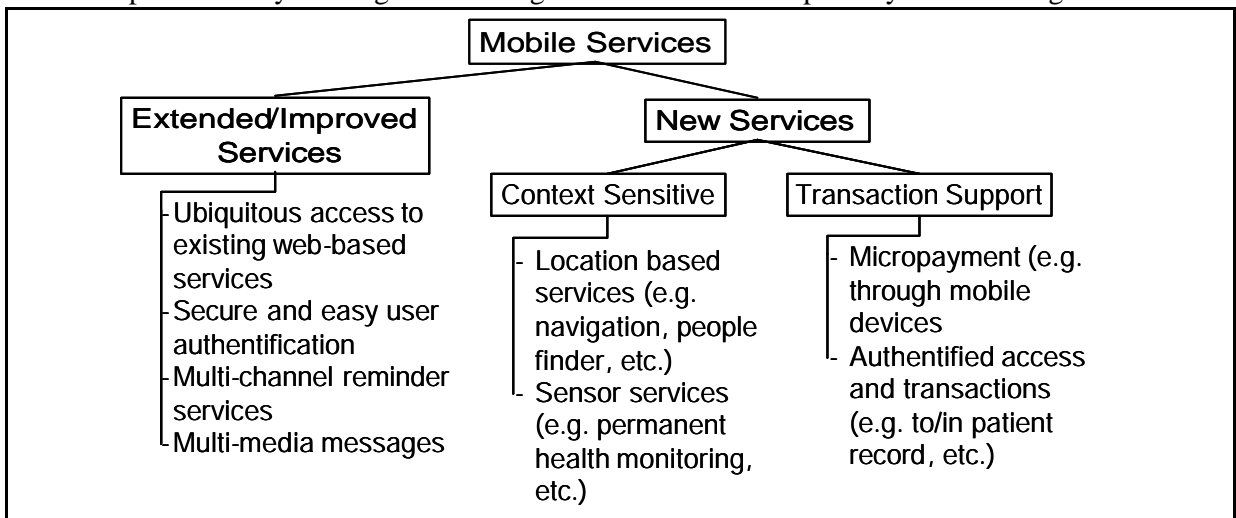 Mobile Services
Extended/Improved
Services
New Services
Context Sensitive
Transaction Support
-Ubiquitous access to
existing web-based
services
-Secure and easy user
authentification
-Multi-channel reminder
services
-Multi-media messages
- Location based
services (e.g.
navigation, people
finder, etc.)
- Sensor services
(e.g. permanent
health monitoring,
etc.)
- Micropayment (e.g.
through mobile
devices
- Authentified access
and transactions
(e.g. to/in patient
record, etc.)